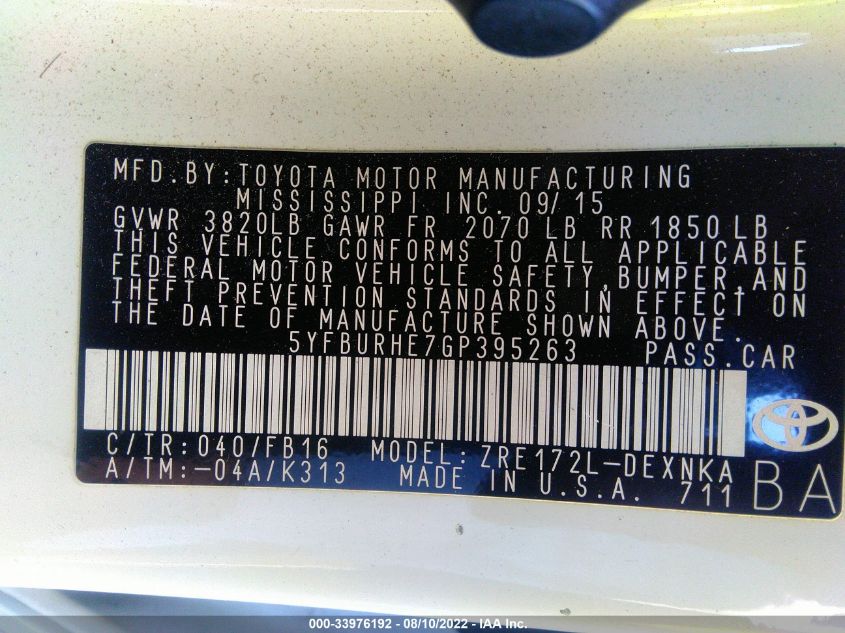 MFD.BY:TOYOTA MOTOR MANUFACTURING
MISSISSIPPI INC. 09/15
GVWR 3820LB GAWR FR 2070LB RR 1850LB
THIS VEHICLE CONFORMS TO ALL APPLICABLE
FEDERAL MOTOR VEHICLE SAFETY,BUMPER,AND
THEFT PREVENTION STANDARDS IN EFFECT ON
THE DATE OF MANUFACTURE SHOWN ABOVE.
5YFBURHE7GP395263 PASS.CAR
C/TR:040/FB16 MODEL:ZRE172L-DEXNKA
A/TM:-04A/K313 MADE IN U.S.A. 711 BA
000-33976192 - 08/10/2022 - IAA Inc.